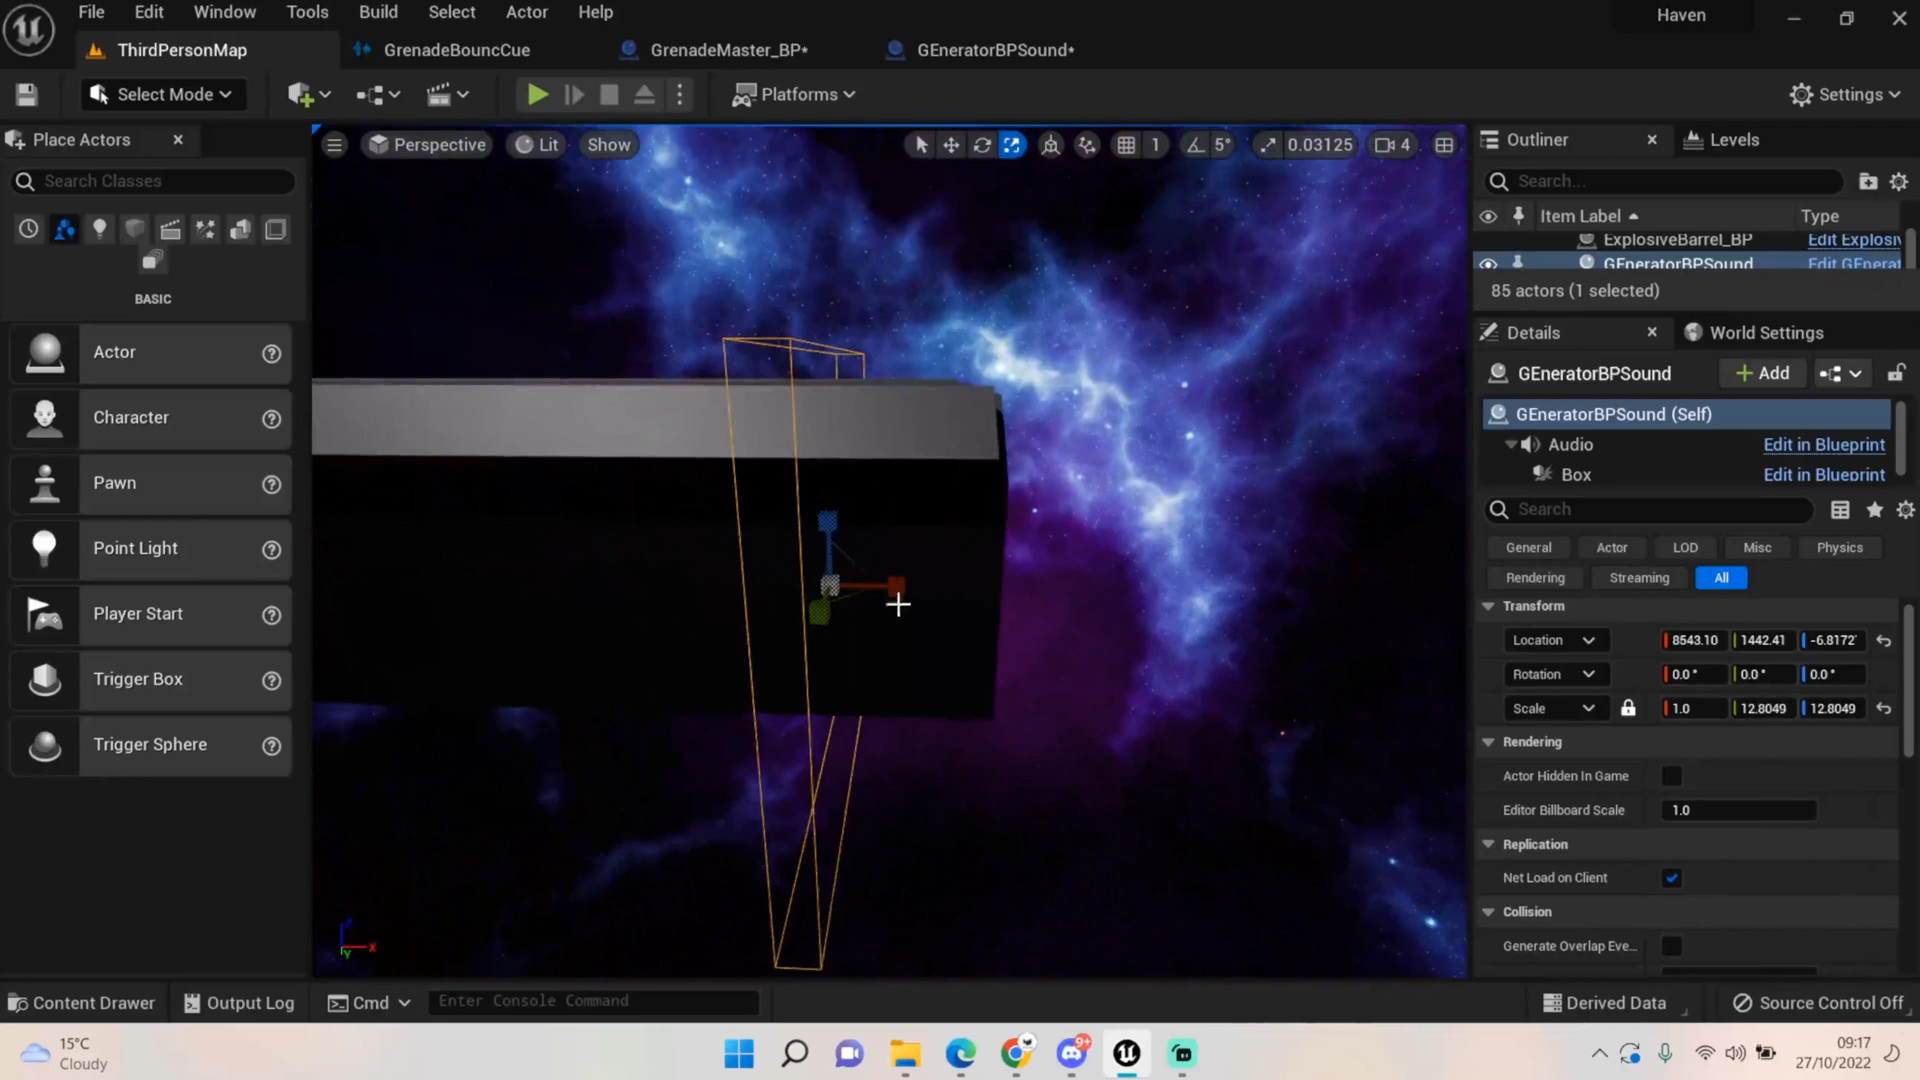 File Edit Window Tools Build Select Actor Help
Haven
ThirdPersonMap
GrenadeBouncCue
GrenadeMaster_BP*
GEneratorBPSound*
Select Mode
Platforms
Settings
Place Actors
Search Classes
BASIC
Actor
Character
Pawn
Point Light
Player Start
Trigger Box
Trigger Sphere
Perspective
Lit
Show
1
5°
0.03125
4
Outliner
Levels
Search...
Item Label
Type
ExplosiveBarrel_BP
Edit Explosiv
GEneratorBPSound
Edit GEnerat
85 actors (1 selected)
Details
World Settings
GEneratorBPSound
Add
GEneratorBPSound (Self)
Audio
Edit in Blueprint
Box
Edit in Blueprint
Search
General Actor LOD Misc Physics
Rendering Streaming All
Transform
Location 8543.10 1442.41 -6.8172
Rotation 0.0 ° 0.0 ° 0.0 °
Scale 1.0 12.8049 12.8049
Rendering
Actor Hidden In Game
Editor Billboard Scale 1.0
Replication
Net Load on Client
Collision
Generate Overlap Eve...
Z
X
Y
Content Drawer
Output Log
Cmd
Enter Console Command
Derived Data
Source Control Off
15°C
Cloudy
9+
09:17
27/10/2022